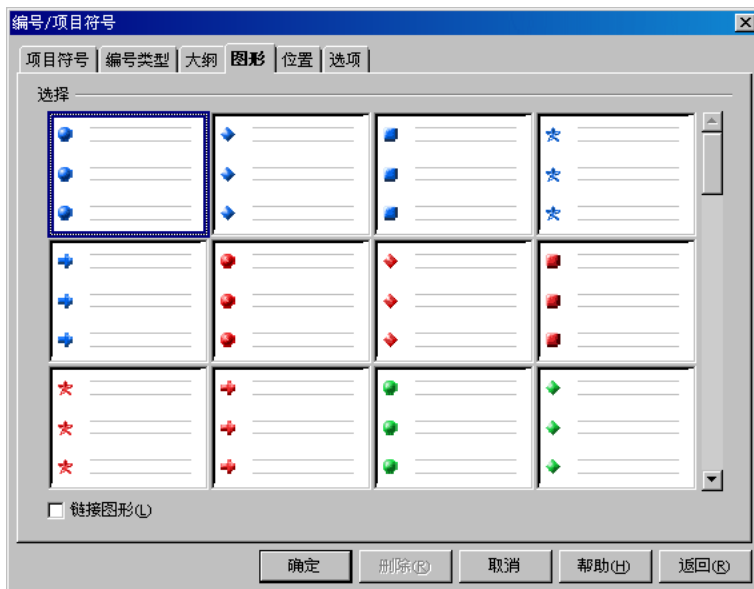 编号/项目符号
项目符号 编号类型 大纲 图形 位置 选项
选择
链接图形(L)
确定 删除(R) 取消 帮助(H) 返回(R)